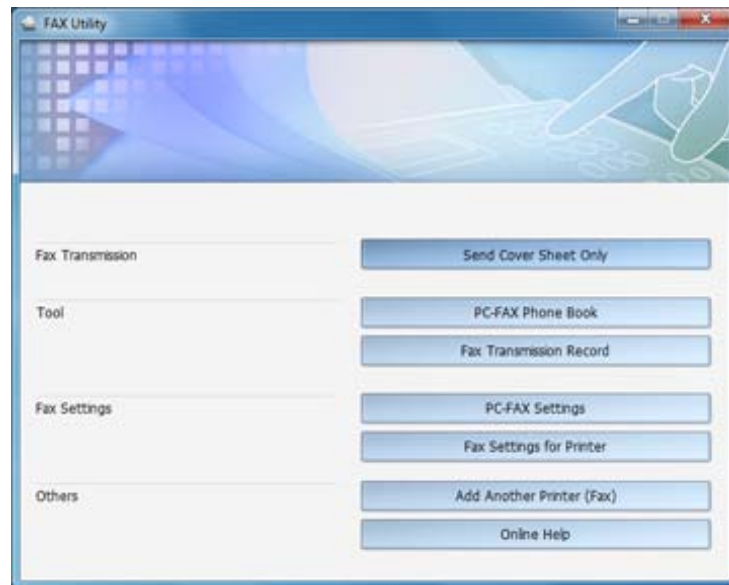 FAX Utility
Fax Transmission
Send Cover Sheet Only
Tool
PC-FAX Phone Book
Fax Transmission Record
Fax Settings
PC-FAX Settings
Fax Settings for Printer
Others
Add Another Printer (Fax)
Online Help